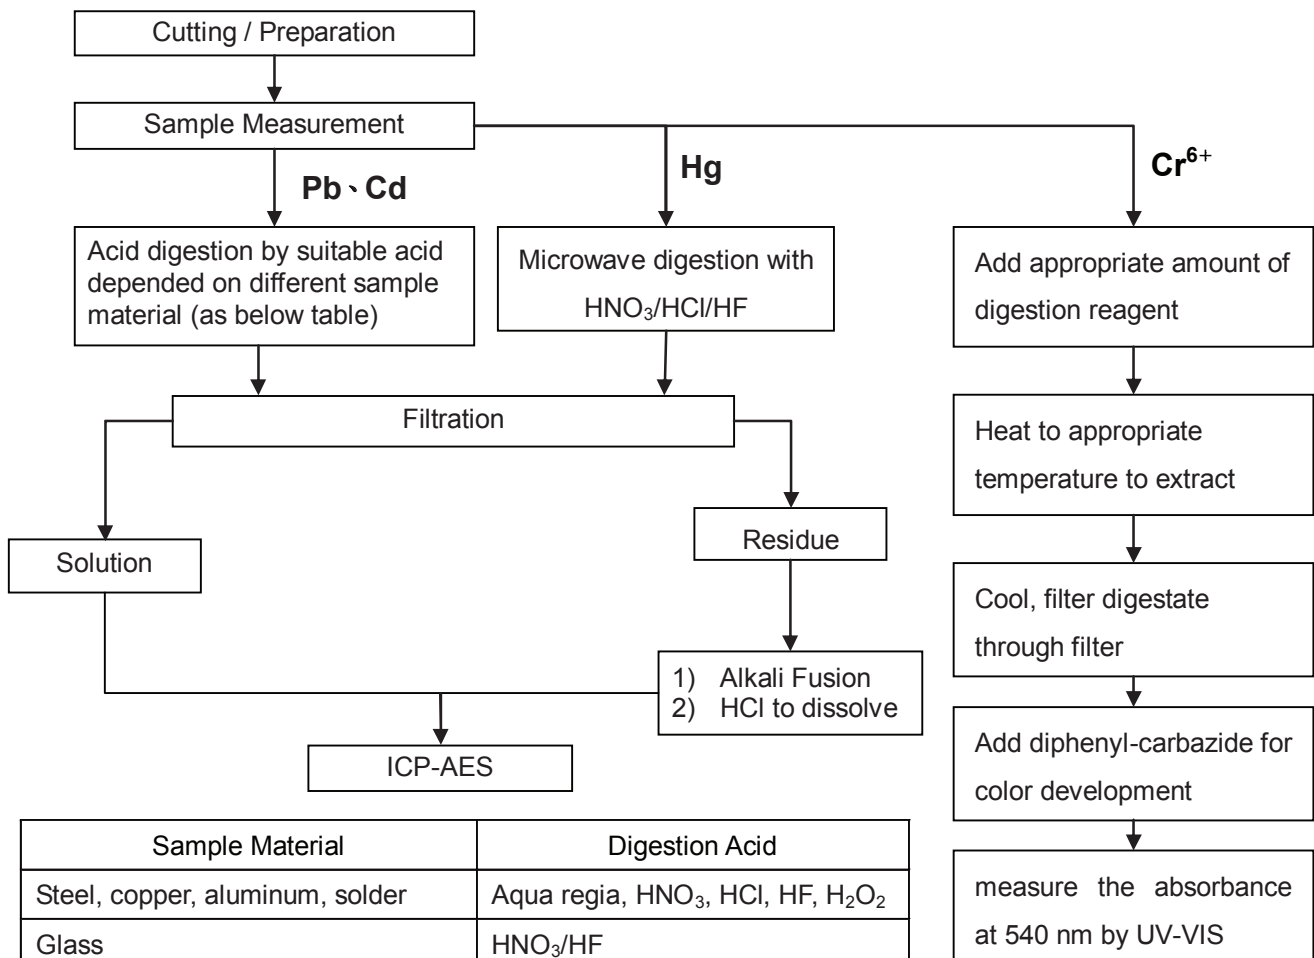 Cutting / Preparation
Sample Measurement
Pb、Cd
Hg
Cr⁶⁺
Acid digestion by suitable acid
depended on different sample
material (as below table)
Microwave digestion with
HNO₃/HCl/HF
Add appropriate amount of
digestion reagent
Filtration
Heat to appropriate
temperature to extract
Solution
Residue
Cool, filter digestate
through filter
1) Alkali Fusion
2) HCl to dissolve
ICP-AES
Add diphenyl-carbazide for
color development
measure the absorbance
at 540 nm by UV-VIS
Sample Material Digestion Acid
Steel, copper, aluminum, solder Aqua regia, HNO₃, HCl, HF, H₂O₂
Glass HNO₃/HF